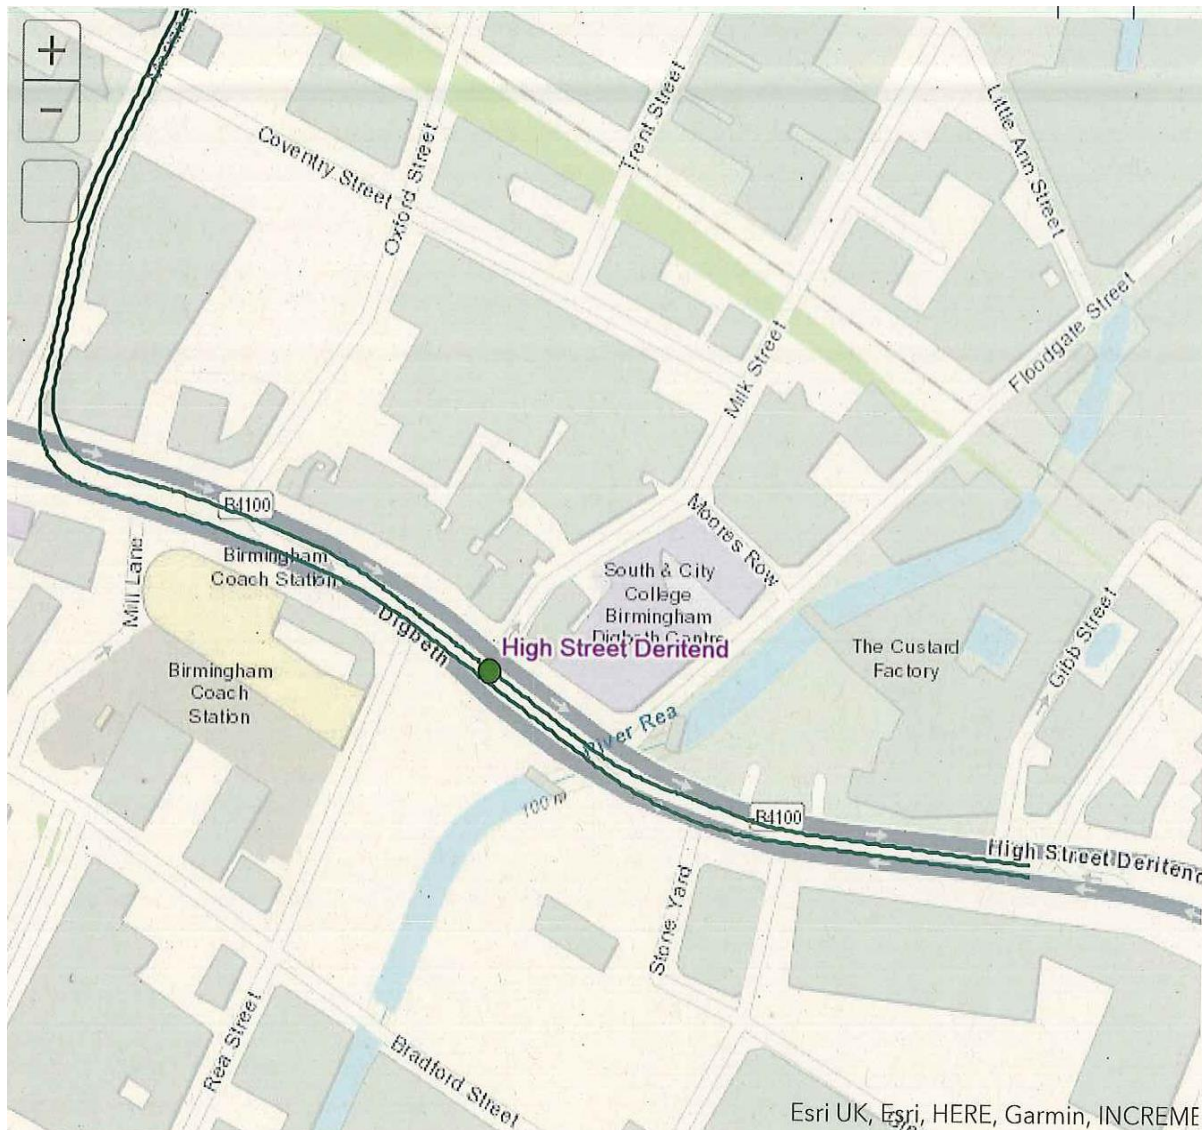 +
−
Coventry Street
Oxford Street
Trent Street
Little Ann Street
Milk Street
Floodgate Street
B4100
Moores Row
Mill Lane
Birmingham
Coach Station
Digbeth
South & City
College
Birmingham
Digbeth Centre
High Street Deritend
The Custard
Factory
Gibb Street
Birmingham
Coach
Station
River Rea
100 m
B4100
High Street Deritend
Stone Yard
Rea Street
Bradford Street
Esri UK, Esri, HERE, Garmin, INCREME